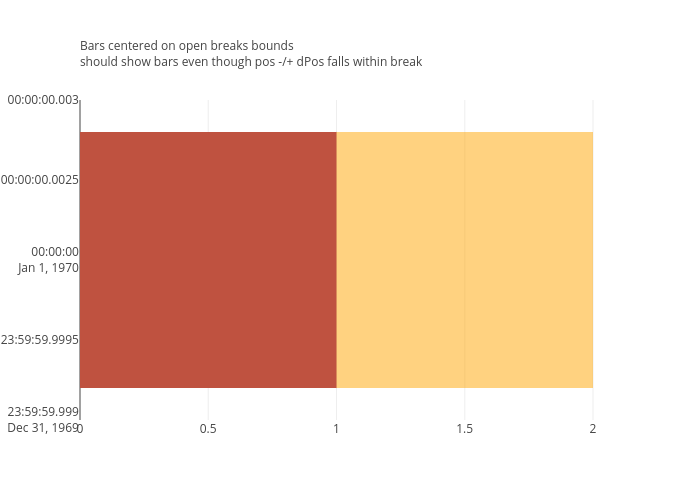 Bars centered on open breaks bounds
should show bars even though pos -/+ dPos falls within break
00:00:00.003
00:00:00.0025
00:00:00
Jan 1, 1970
23:59:59.9995
23:59:59.999
Dec 31, 1969
0
0.5
1
1.5
2